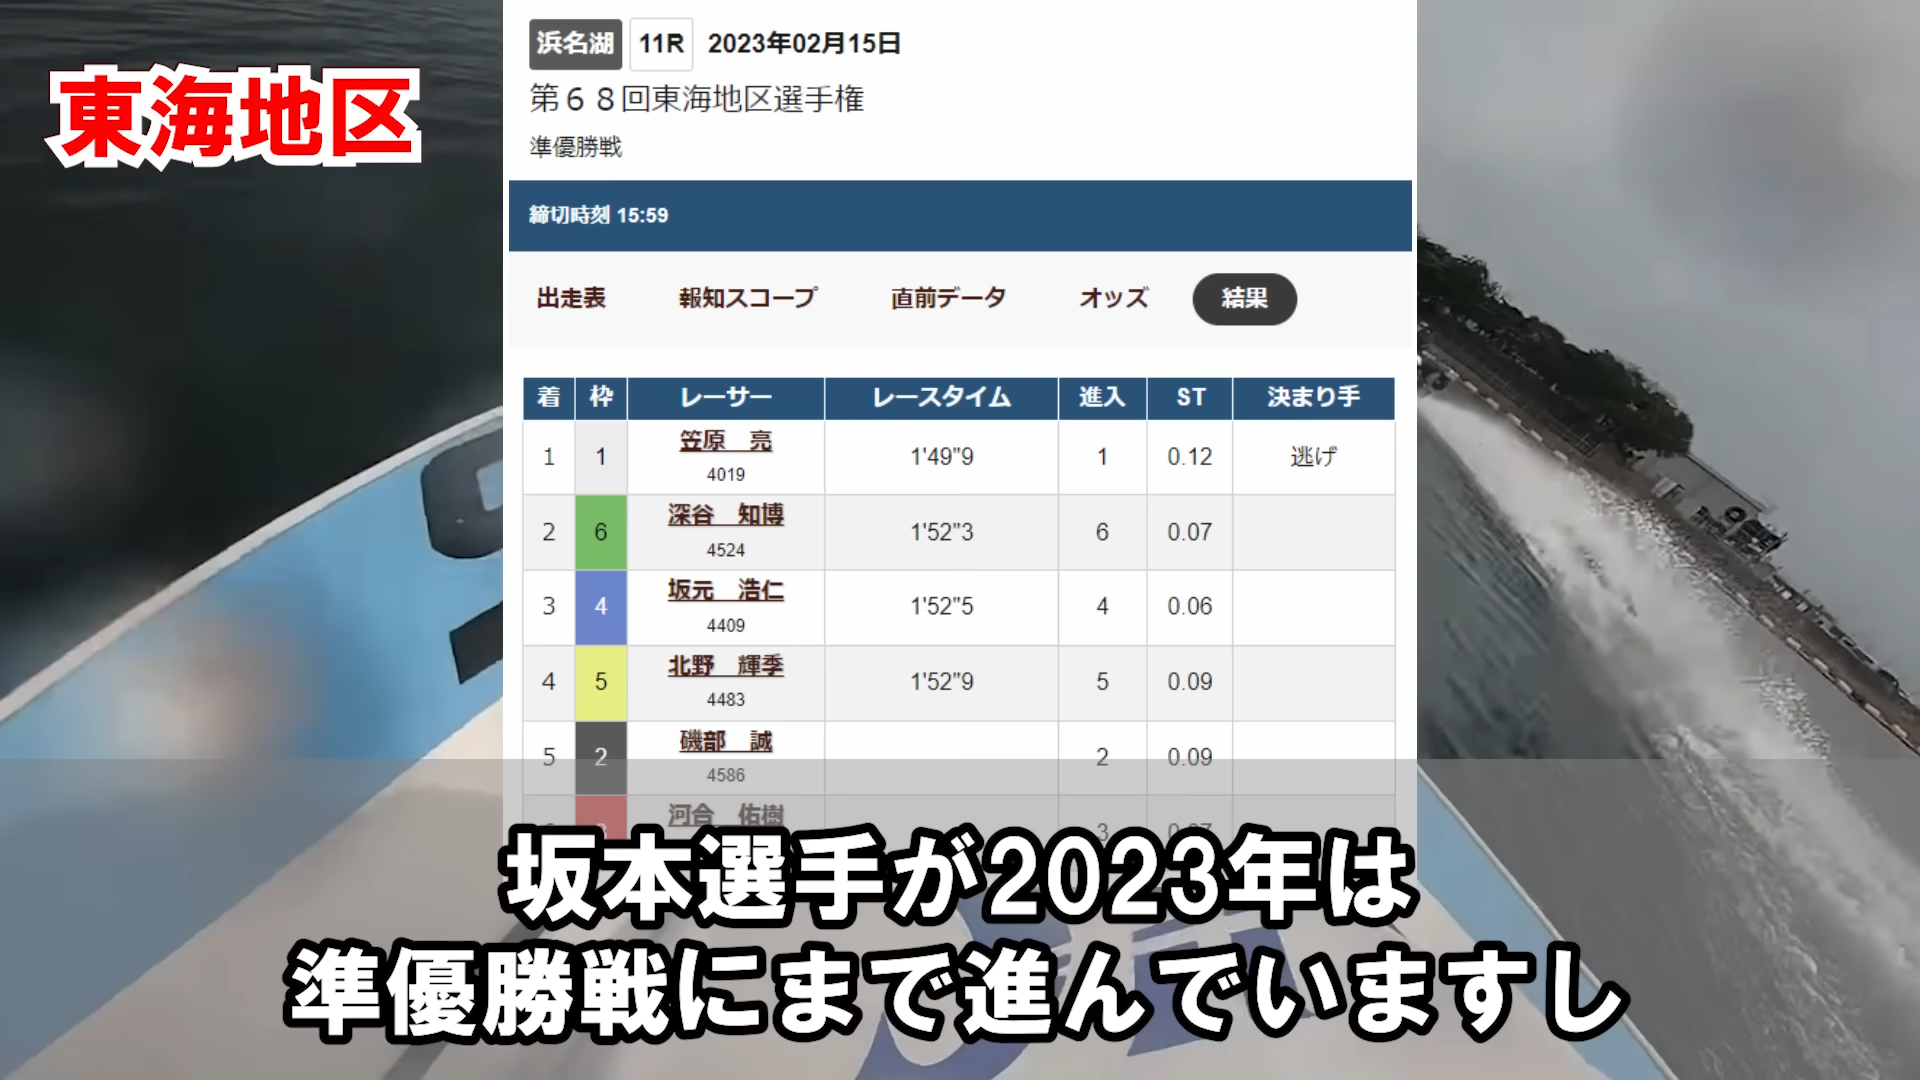 東海地区
浜名湖 11R 2023年02月15日
第６８回東海地区選手権
準優勝戦
締切時刻 15:59
出走表 報知スコープ 直前データ オッズ 結果
着 枠 レーサー レースタイム 進入 ST 決まり手
1 1 笠原　亮 4019 1'49"9 1 0.12 逃げ
2 6 深谷　知博 4524 1'52"3 6 0.07
3 4 坂元　浩仁 4409 1'52"5 4 0.06
4 5 北野　輝季 4483 1'52"9 5 0.09
5 2 磯部　誠 4586 2 0.09
河合　佑樹 3
坂本選手が2023年は
準優勝戦にまで進んでいますし